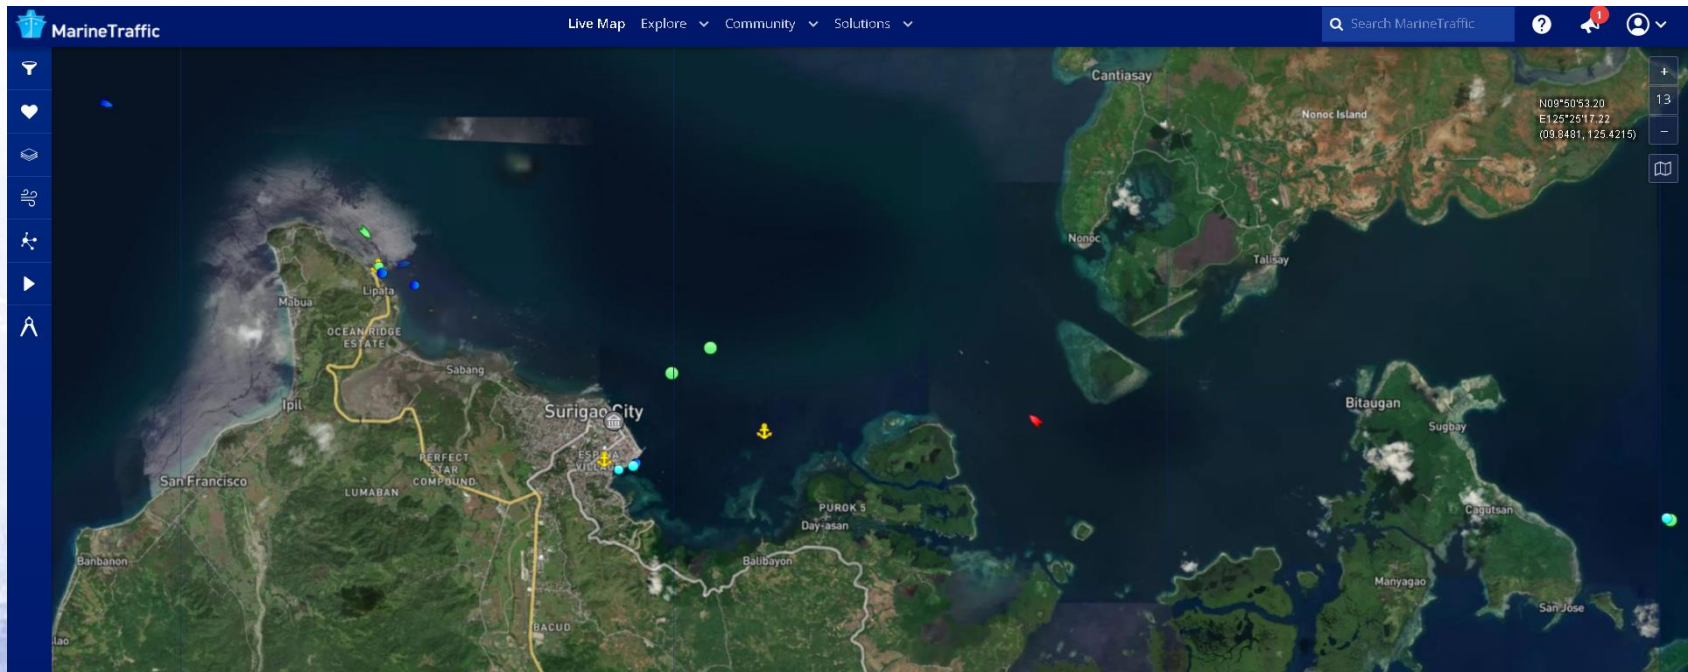 MarineTraffic
Live Map
Explore
Community
Solutions
Search MarineTraffic
1
+
13
−
N09°50'53.20
E125°25'17.22
(09.8481, 125.4215)
Cantiasay
Nonoc Island
Nonoc
Talisay
Lipata
Mabua
OCEAN RIDGE
ESTATE
Sabang
Ipil
Surigao City
Bitaugan
Sugbay
PERFECT
STAR
COMPOUND
San Francisco
LUMABAN
PUROK 5
Day-asan
Cagutsan
Banbanon
Balibayon
Manyagao
San Jose
BACUD